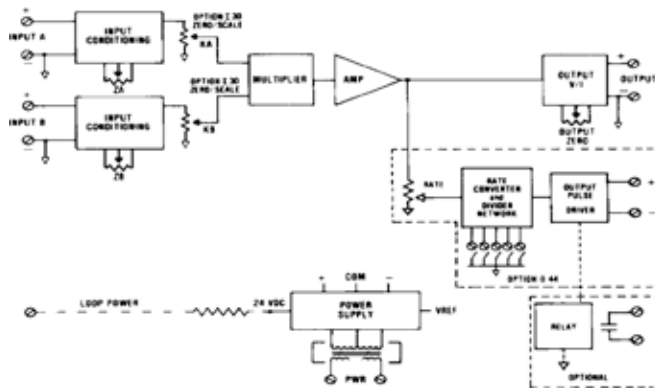 +
INPUT A
−
INPUT
CONDITIONING
ZA
OPTION Z 30
ZERO/SCALE
KA
+
INPUT B
−
INPUT
CONDITIONING
ZB
OPTION Z 30
ZERO/SCALE
KB
MULTIPLIER
AMP
OUTPUT
V/I
+
OUTPUT
−
OUTPUT
ZERO
RATE
RATE
CONVERTER
and
DIVIDER
NETWORK
OUTPUT
PULSE
DRIVER
+
−
OPTION 0 44
LOOP POWER
24 VDC
+
COM
−
POWER
SUPPLY
VREF
PWR
RELAY
OPTIONAL